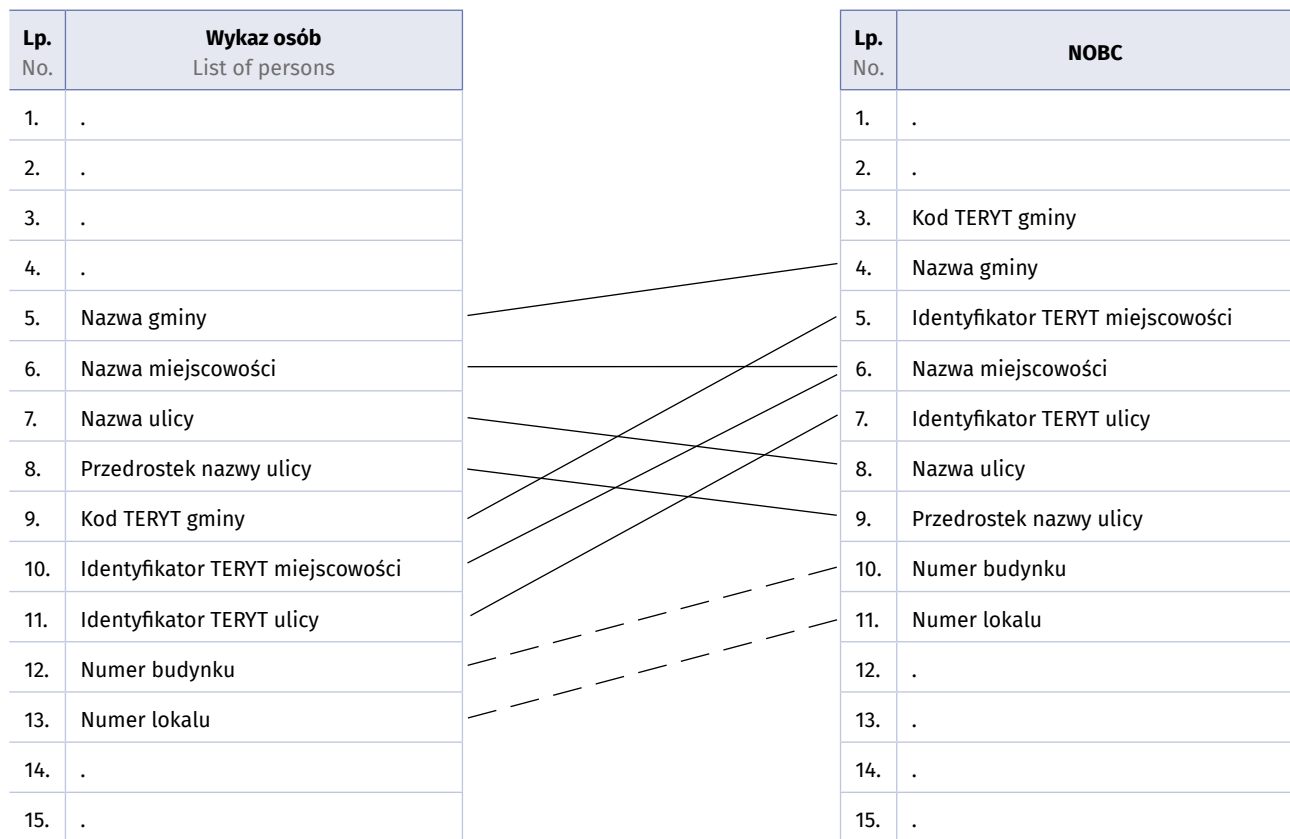 Lp.
No.
Wykaz osób
List of persons
1. .
2. .
3. .
4. .
5. Nazwa gminy
6. Nazwa miejscowości
7. Nazwa ulicy
8. Przedrostek nazwy ulicy
9. Kod TERYT gminy
10. Identyfikator TERYT miejscowości
11. Identyfikator TERYT ulicy
12. Numer budynku
13. Numer lokalu
14. .
15. .
Lp.
No.
NOBC
1. .
2. .
3. Kod TERYT gminy
4. Nazwa gminy
5. Identyfikator TERYT miejscowości
6. Nazwa miejscowości
7. Identyfikator TERYT ulicy
8. Nazwa ulicy
9. Przedrostek nazwy ulicy
10. Numer budynku
11. Numer lokalu
12. .
13. .
14. .
15. .